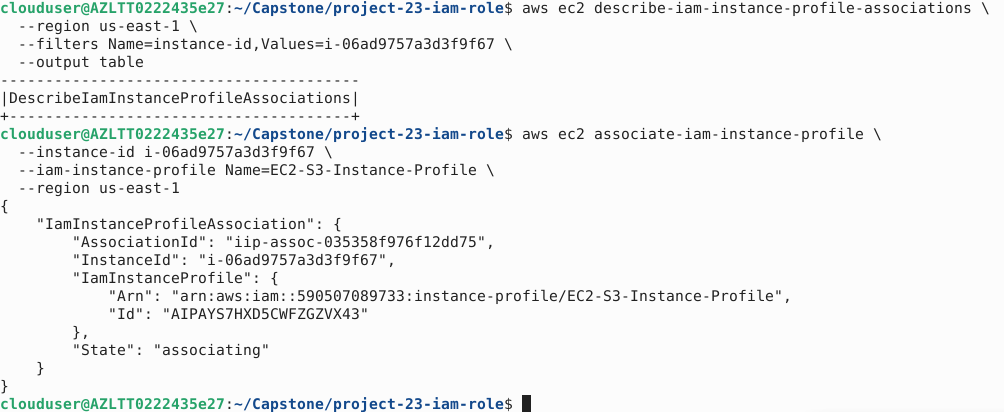 clouduser@AZLTT0222435e27:~/Capstone/project-23-iam-role$ aws ec2 describe-iam-instance-profile-associations \
  --region us-east-1 \
  --filters Name=instance-id,Values=i-06ad9757a3d3f9f67 \
  --output table
---------------------------------------
|DescribeIamInstanceProfileAssociations|
+--------------------------------------+
clouduser@AZLTT0222435e27:~/Capstone/project-23-iam-role$ aws ec2 associate-iam-instance-profile \
  --instance-id i-06ad9757a3d3f9f67 \
  --iam-instance-profile Name=EC2-S3-Instance-Profile \
  --region us-east-1
{
    "IamInstanceProfileAssociation": {
        "AssociationId": "iip-assoc-035358f976f12dd75",
        "InstanceId": "i-06ad9757a3d3f9f67",
        "IamInstanceProfile": {
            "Arn": "arn:aws:iam::590507089733:instance-profile/EC2-S3-Instance-Profile",
            "Id": "AIPAYS7HXD5CWFZGZVX43"
        },
        "State": "associating"
    }
}
clouduser@AZLTT0222435e27:~/Capstone/project-23-iam-role$